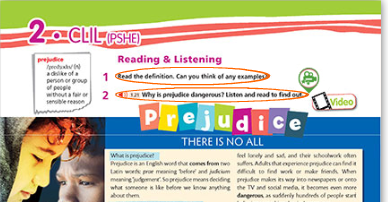 2 • CLIL (PSHE)
prejudice
/predʒədɪs/ (n)
a dislike of a
person or group
of people
without a fair or
sensible reason
Reading & Listening
1 Read the definition. Can you think of any examples?
2 1.21 Why is prejudice dangerous? Listen and read to find out.
Video
Prejudice
THERE IS NO ALL
What is prejudice?
Prejudice is an English word that comes from two
Latin words; prae meaning 'before' and judicium
meaning 'judgement'. So prejudice means deciding
what someone is like before we know anything
about them.
feel lonely and sad, and their schoolwork often
suffers. Adults that experience prejudice can find it
difficult to find work or make friends. When
prejudice makes its way into newspapers or onto
the TV and social media, it becomes even more
dangerous, as suddenly hundreds of people start